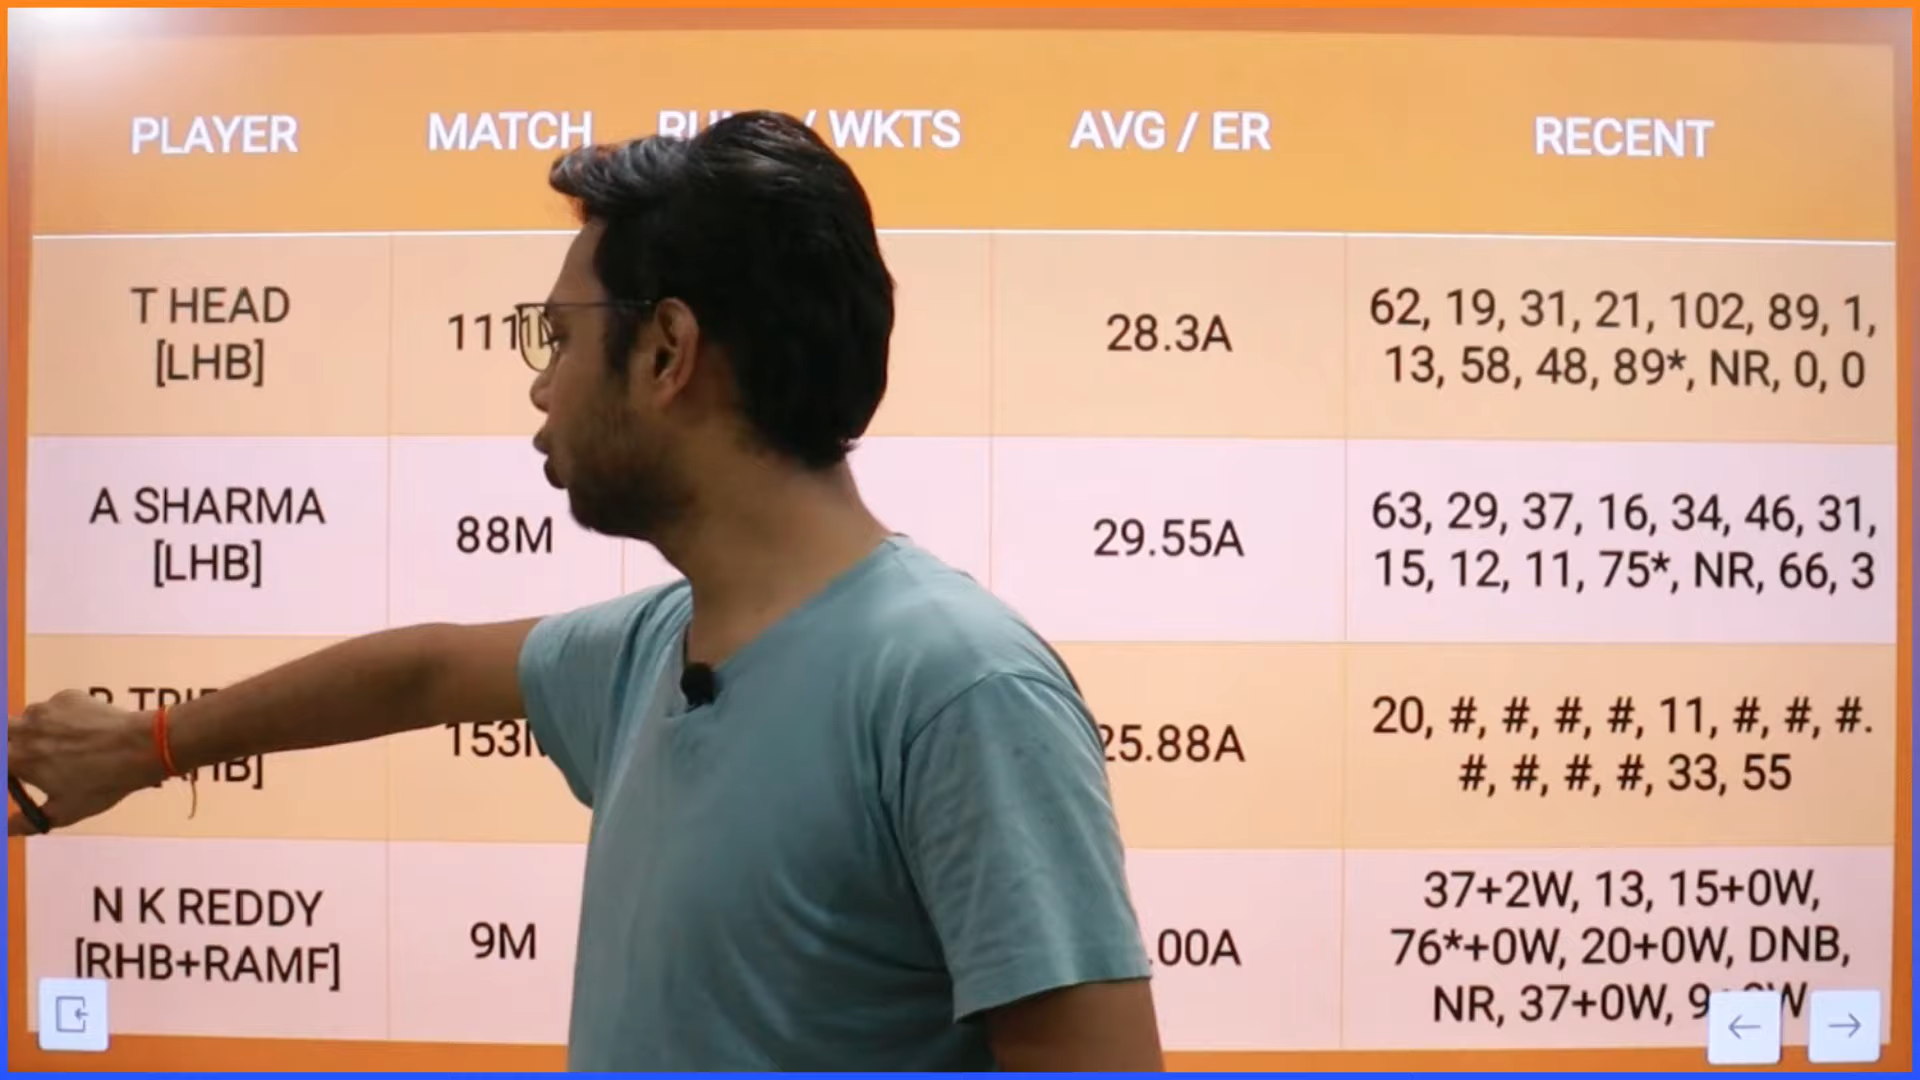 PLAYER MATCH / WKTS AVG / ER RECENT
T HEAD
[LHB]
28.3A
62, 19, 31, 21, 102, 89, 1,
13, 58, 48, 89*, NR, 0, 0
A SHARMA
[LHB]
88M
29.55A
63, 29, 37, 16, 34, 46, 31,
15, 12, 11, 75*, NR, 66, 3
25.88A
20, #, #, #, #, 11, #, #, #.
#, #, #, #, 33, 55
N K REDDY
[RHB+RAMF]
9M
.00A
37+2W, 13, 15+0W,
76*+0W, 20+0W, DNB,
NR, 37+0W,